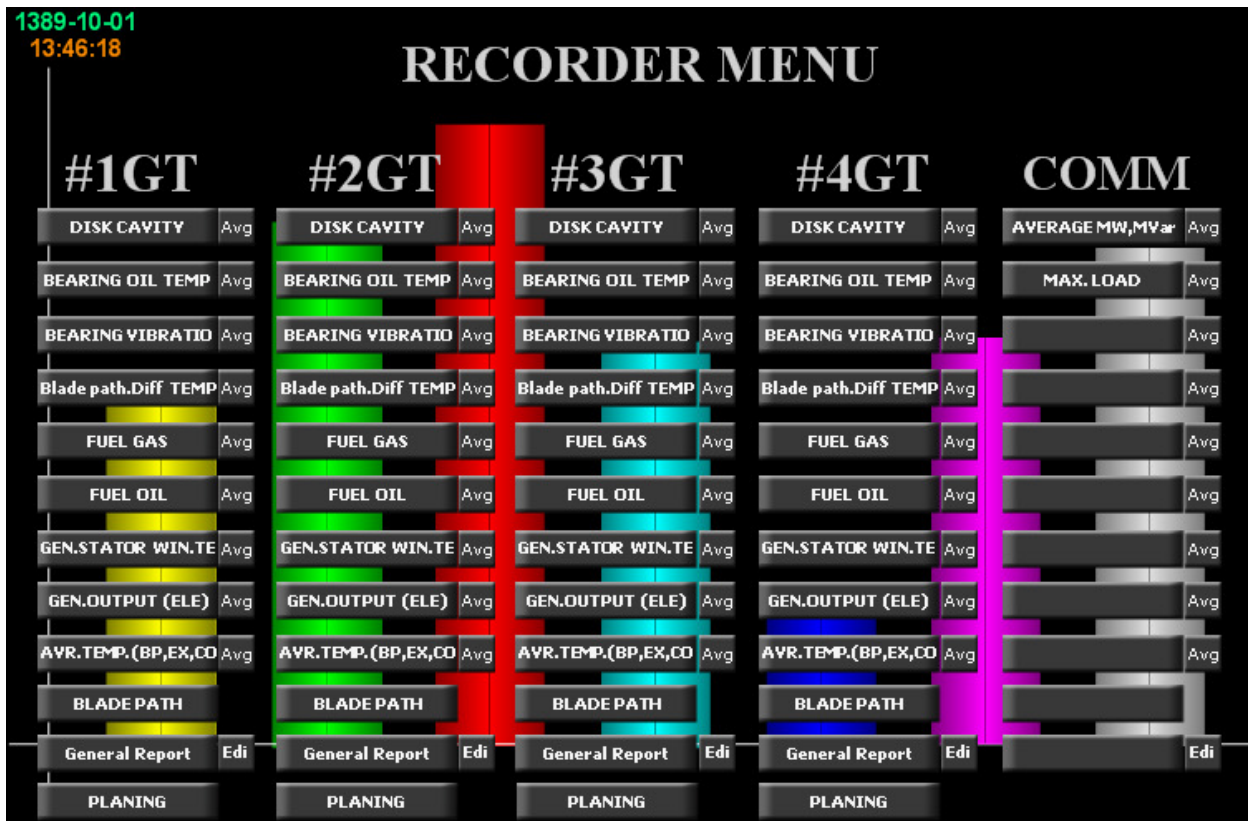 1389-10-01
13:46:18
RECORDER MENU
#1GT #2GT #3GT #4GT COMM
DISK CAVITY Avg DISK CAVITY Avg DISK CAVITY Avg DISK CAVITY Avg AVERAGE MW,MVar Avg
BEARING OIL TEMP Avg BEARING OIL TEMP Avg BEARING OIL TEMP Avg BEARING OIL TEMP Avg MAX.LOAD Avg
BEARING VIBRATIO Avg BEARING VIBRATIO Avg BEARING VIBRATIO Avg BEARING VIBRATIO Avg Avg
Blade path.Diff TEMP Avg Blade path.Diff TEMP Avg Blade path.Diff TEMP Avg Blade path.Diff TEMP Avg Avg
FUEL GAS Avg FUEL GAS Avg FUEL GAS Avg FUEL GAS Avg Avg
FUEL OIL Avg FUEL OIL Avg FUEL OIL Avg FUEL OIL Avg Avg
GEN.STATOR WIN.TE Avg GEN.STATOR WIN.TE Avg GEN.STATOR WIN.TE Avg GEN.STATOR WIN.TE Avg Avg
GEN.OUTPUT (ELE) Avg GEN.OUTPUT (ELE) Avg GEN.OUTPUT (ELE) Avg GEN.OUTPUT (ELE) Avg Avg
AVR.TEMP.(BP,EX,CO Avg AVR.TEMP.(BP,EX,CO Avg AVR.TEMP.(BP,EX,CO Avg AVR.TEMP.(BP,EX,CO Avg Avg
BLADE PATH BLADE PATH BLADE PATH BLADE PATH
General Report Edi General Report Edi General Report Edi General Report Edi Edi
PLANING PLANING PLANING PLANING